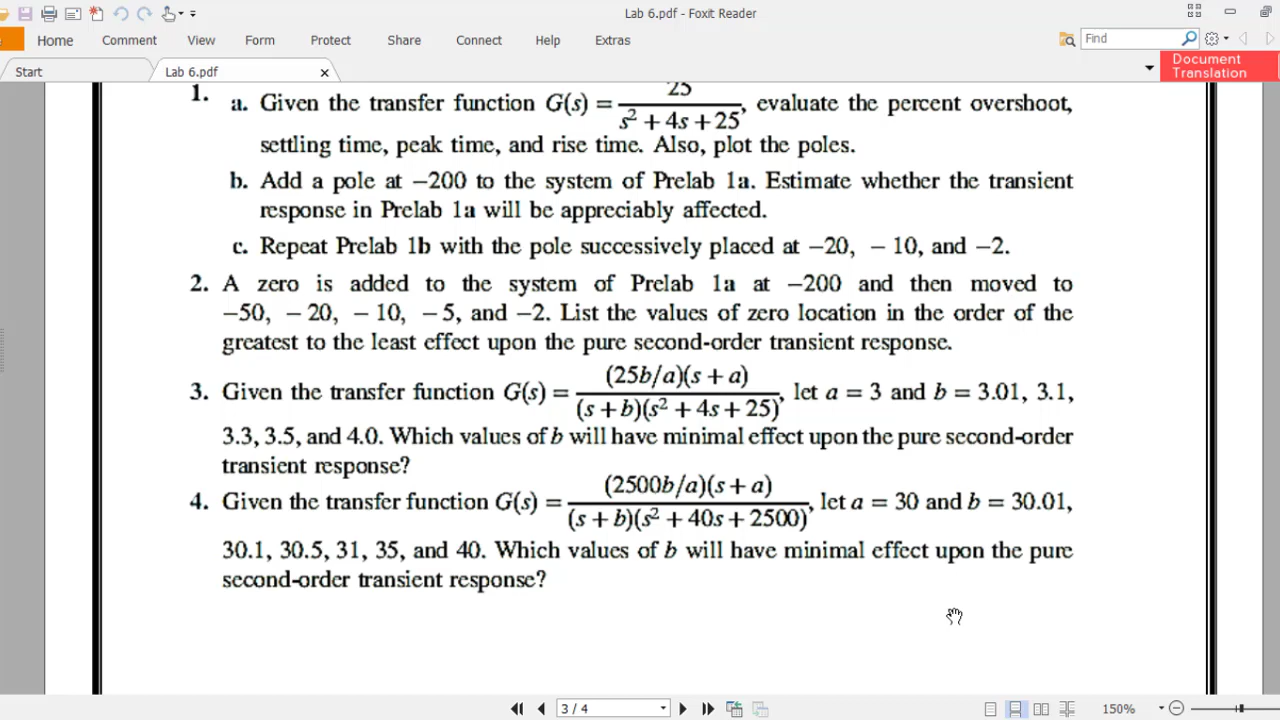 Lab 6.pdf - Foxit Reader
Home Comment View Form Protect Share Connect Help Extras Find
Start Lab 6.pdf x Document
Translation
1. a. Given the transfer function G(s) = 25/(s² + 4s + 25), evaluate the percent overshoot,
settling time, peak time, and rise time. Also, plot the poles.
b. Add a pole at −200 to the system of Prelab 1a. Estimate whether the transient
response in Prelab 1a will be appreciably affected.
c. Repeat Prelab 1b with the pole successively placed at −20, − 10, and −2.
2. A zero is added to the system of Prelab 1a at −200 and then moved to
−50, − 20, − 10, − 5, and −2. List the values of zero location in the order of the
greatest to the least effect upon the pure second-order transient response.
3. Given the transfer function G(s) = (25b/a)(s + a)/((s + b)(s² + 4s + 25)), let a = 3 and b = 3.01, 3.1,
3.3, 3.5, and 4.0. Which values of b will have minimal effect upon the pure second-order
transient response?
4. Given the transfer function G(s) = (2500b/a)(s + a)/((s + b)(s² + 40s + 2500)), let a = 30 and b = 30.01,
30.1, 30.5, 31, 35, and 40. Which values of b will have minimal effect upon the pure
second-order transient response?
3 / 4 150%